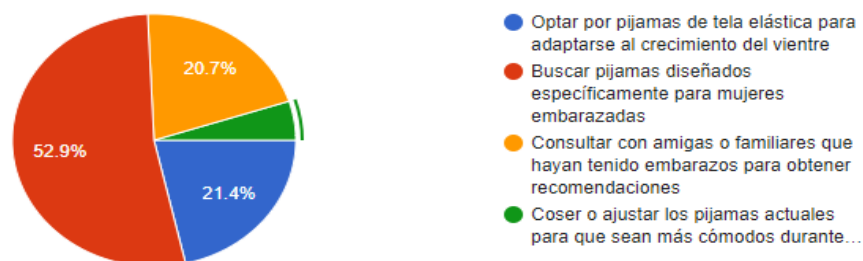 20.7%
52.9%
21.4%
Optar por pijamas de tela elástica para
adaptarse al crecimiento del vientre
Buscar pijamas diseñados
específicamente para mujeres
embarazadas
Consultar con amigas o familiares que
hayan tenido embarazos para obtener
recomendaciones
Coser o ajustar los pijamas actuales
para que sean más cómodos durante…